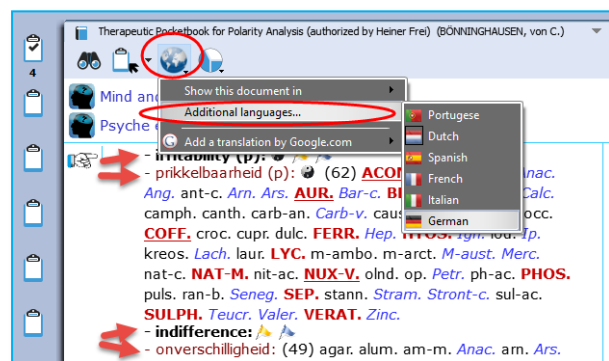 Therapeutic Pocketbook for Polarity Analysis (authorized by Heiner Frei) (BÖNNINGHAUSEN, von C.)
4
Mind and
Show this document in
Additional languages...
Psyche
Add a translation by Google.com
Portugese
Dutch
Spanish
French
Italian
German
- irritability (p):
- prikkelbaarheid (p): (62) ACON. Anac.
Ang. ant-c. Arn. Ars. AUR. Bar-c. Calc.
camph. canth. carb-an. Carb-v. caus occ.
COFF. croc. cupr. dulc. FERR. Hep. HYOS. Ign. iod. Ip.
kreos. Lach. laur. LYC. m-ambo. m-arct. M-aust. Merc.
nat-c. NAT-M. nit-ac. NUX-V. olnd. op. Petr. ph-ac. PHOS.
puls. ran-b. Seneg. SEP. stann. Stram. Stront-c. sul-ac.
SULPH. Teucr. Valer. VERAT. Zinc.
- indifference:
- onverschilligheid: (49) agar. alum. am-m. Anac. arn. Ars.